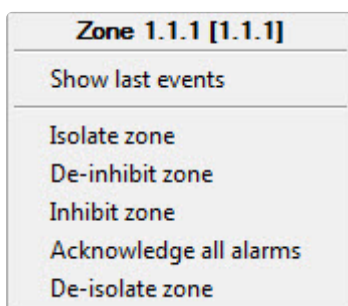 Zone 1.1.1 [1.1.1]
Show last events
Isolate zone
De-inhibit zone
Inhibit zone
Acknowledge all alarms
De-isolate zone